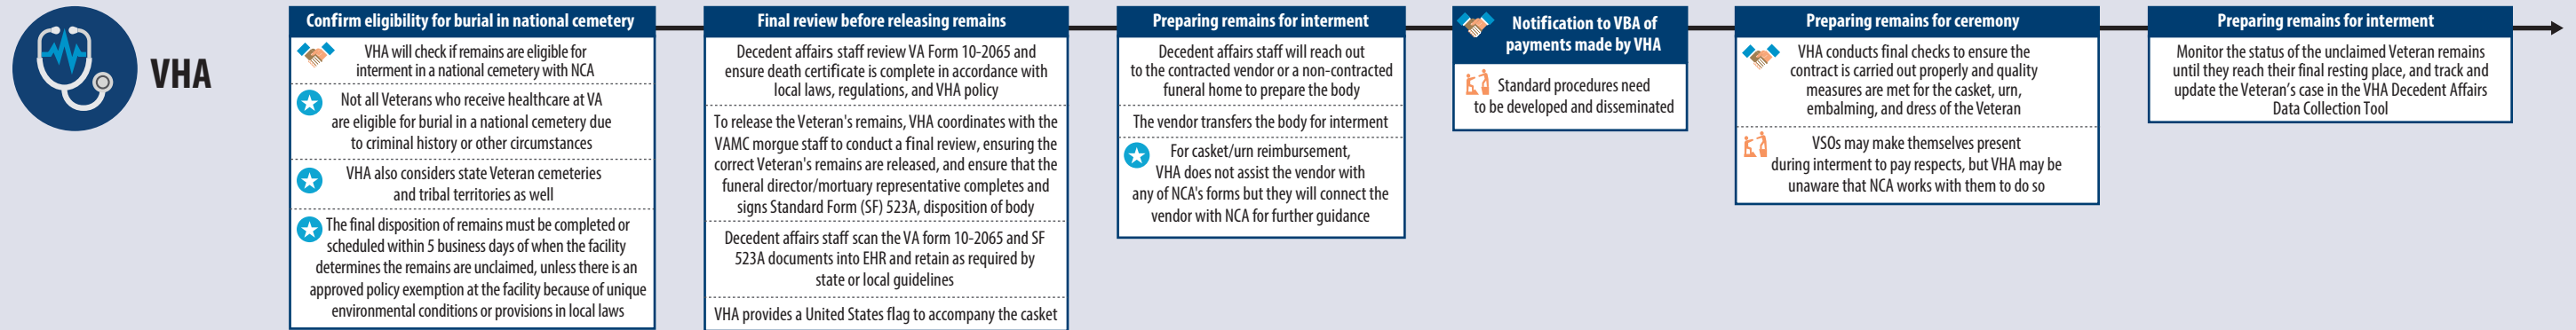 VHA
Confirm eligibility for burial in national cemetery
VHA will check if remains are eligible for
interment in a national cemetery with NCA
Not all Veterans who receive healthcare at VA
are eligible for burial in a national cemetery due
to criminal history or other circumstances
VHA also considers state Veteran cemeteries
and tribal territories as well
The final disposition of remains must be completed or
scheduled within 5 business days of when the facility
determines the remains are unclaimed, unless there is an
approved policy exemption at the facility because of unique
environmental conditions or provisions in local laws
Final review before releasing remains
Decedent affairs staff review VA Form 10-2065 and
ensure death certificate is complete in accordance with
local laws, regulations, and VHA policy
To release the Veteran's remains, VHA coordinates with the
VAMC morgue staff to conduct a final review, ensuring the
correct Veteran's remains are released, and ensure that the
funeral director/mortuary representative completes and
signs Standard Form (SF) 523A, disposition of body
Decedent affairs staff scan the VA form 10-2065 and SF
523A documents into EHR and retain as required by
state or local guidelines
VHA provides a United States flag to accompany the casket
Preparing remains for interment
Decedent affairs staff will reach out
to the contracted vendor or a non-contracted
funeral home to prepare the body
The vendor transfers the body for interment
For casket/urn reimbursement,
VHA does not assist the vendor with
any of NCA's forms but they will connect the
vendor with NCA for further guidance
Notification to VBA of
payments made by VHA
Standard procedures need
to be developed and disseminated
Preparing remains for ceremony
VHA conducts final checks to ensure the
contract is carried out properly and quality
measures are met for the casket, urn,
embalming, and dress of the Veteran
VSOs may make themselves present
during interment to pay respects, but VHA may be
unaware that NCA works with them to do so
Preparing remains for interment
Monitor the status of the unclaimed Veteran remains
until they reach their final resting place, and track and
update the Veteran's case in the VHA Decedent Affairs
Data Collection Tool